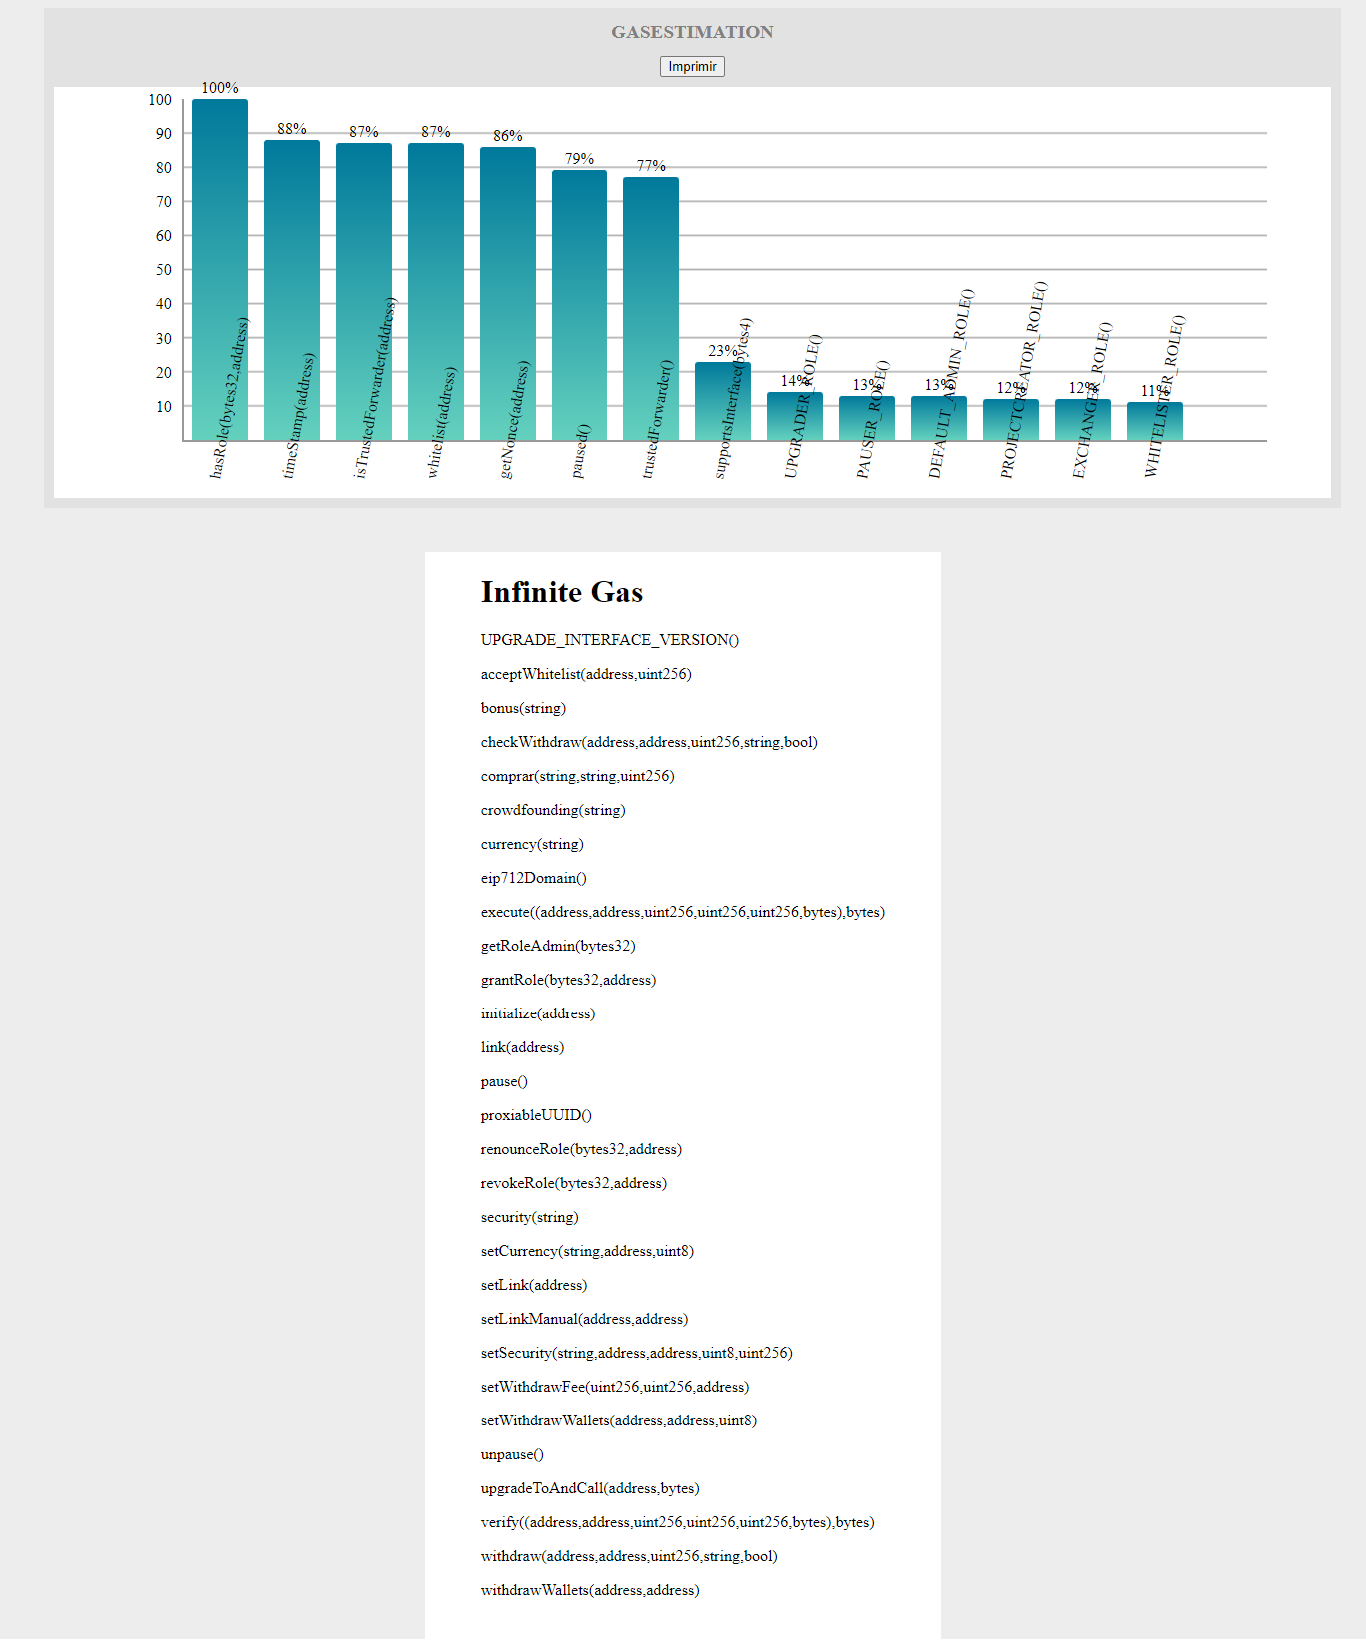 GASESTIMATION
Imprimir
100
90
80
70
60
50
40
30
20
10
100%
88%
87%
87%
86%
79%
77%
23%
14%
13%
13%
12%
12%
11%
hasRole(bytes32,address)
timeStamp(address)
isTrustedForwarder(address)
whitelist(address)
getNonce(address)
paused()
trustedForwarder()
supportsInterface(bytes4)
UPGRADER_ROLE()
PAUSER_ROLE()
DEFAULT_ADMIN_ROLE()
PROJECTCREATOR_ROLE()
EXCHANGER_ROLE()
WHITELISTER_ROLE()
Infinite Gas
UPGRADE_INTERFACE_VERSION()
acceptWhitelist(address,uint256)
bonus(string)
checkWithdraw(address,address,uint256,string,bool)
comprar(string,string,uint256)
crowdfounding(string)
currency(string)
eip712Domain()
execute((address,address,uint256,uint256,uint256,bytes),bytes)
getRoleAdmin(bytes32)
grantRole(bytes32,address)
initialize(address)
link(address)
pause()
proxiableUUID()
renounceRole(bytes32,address)
revokeRole(bytes32,address)
security(string)
setCurrency(string,address,uint8)
setLink(address)
setLinkManual(address,address)
setSecurity(string,address,address,uint8,uint256)
setWithdrawFee(uint256,uint256,address)
setWithdrawWallets(address,address,uint8)
unpause()
upgradeToAndCall(address,bytes)
verify((address,address,uint256,uint256,uint256,bytes),bytes)
withdraw(address,address,uint256,string,bool)
withdrawWallets(address,address)